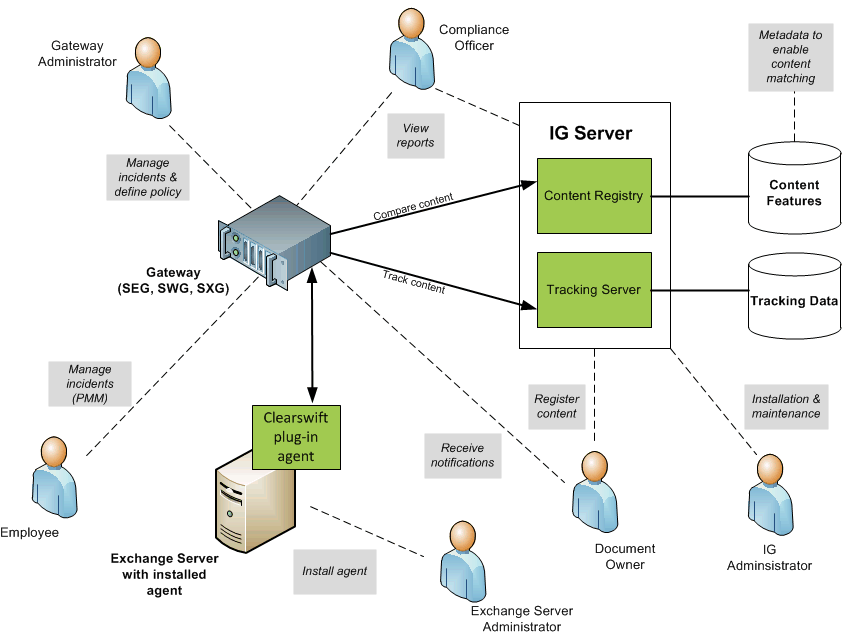 Gateway
Administrator
Compliance
Officer
Metadata to
enable
content
matching
View
reports
Manage
incidents &
define policy
IG Server
Content Registry
Content
Features
Compare content
Gateway
(SEG, SWG, SXG)
Track content
Tracking Server
Tracking Data
Manage
incidents
(PMM)
Clearswift
plug-in
agent
Receive
notifications
Register
content
Installation &
maintenance
Employee
Exchange Server
with installed
agent
Install agent
Exchange Server
Administrator
Document
Owner
IG
Adminsistrator